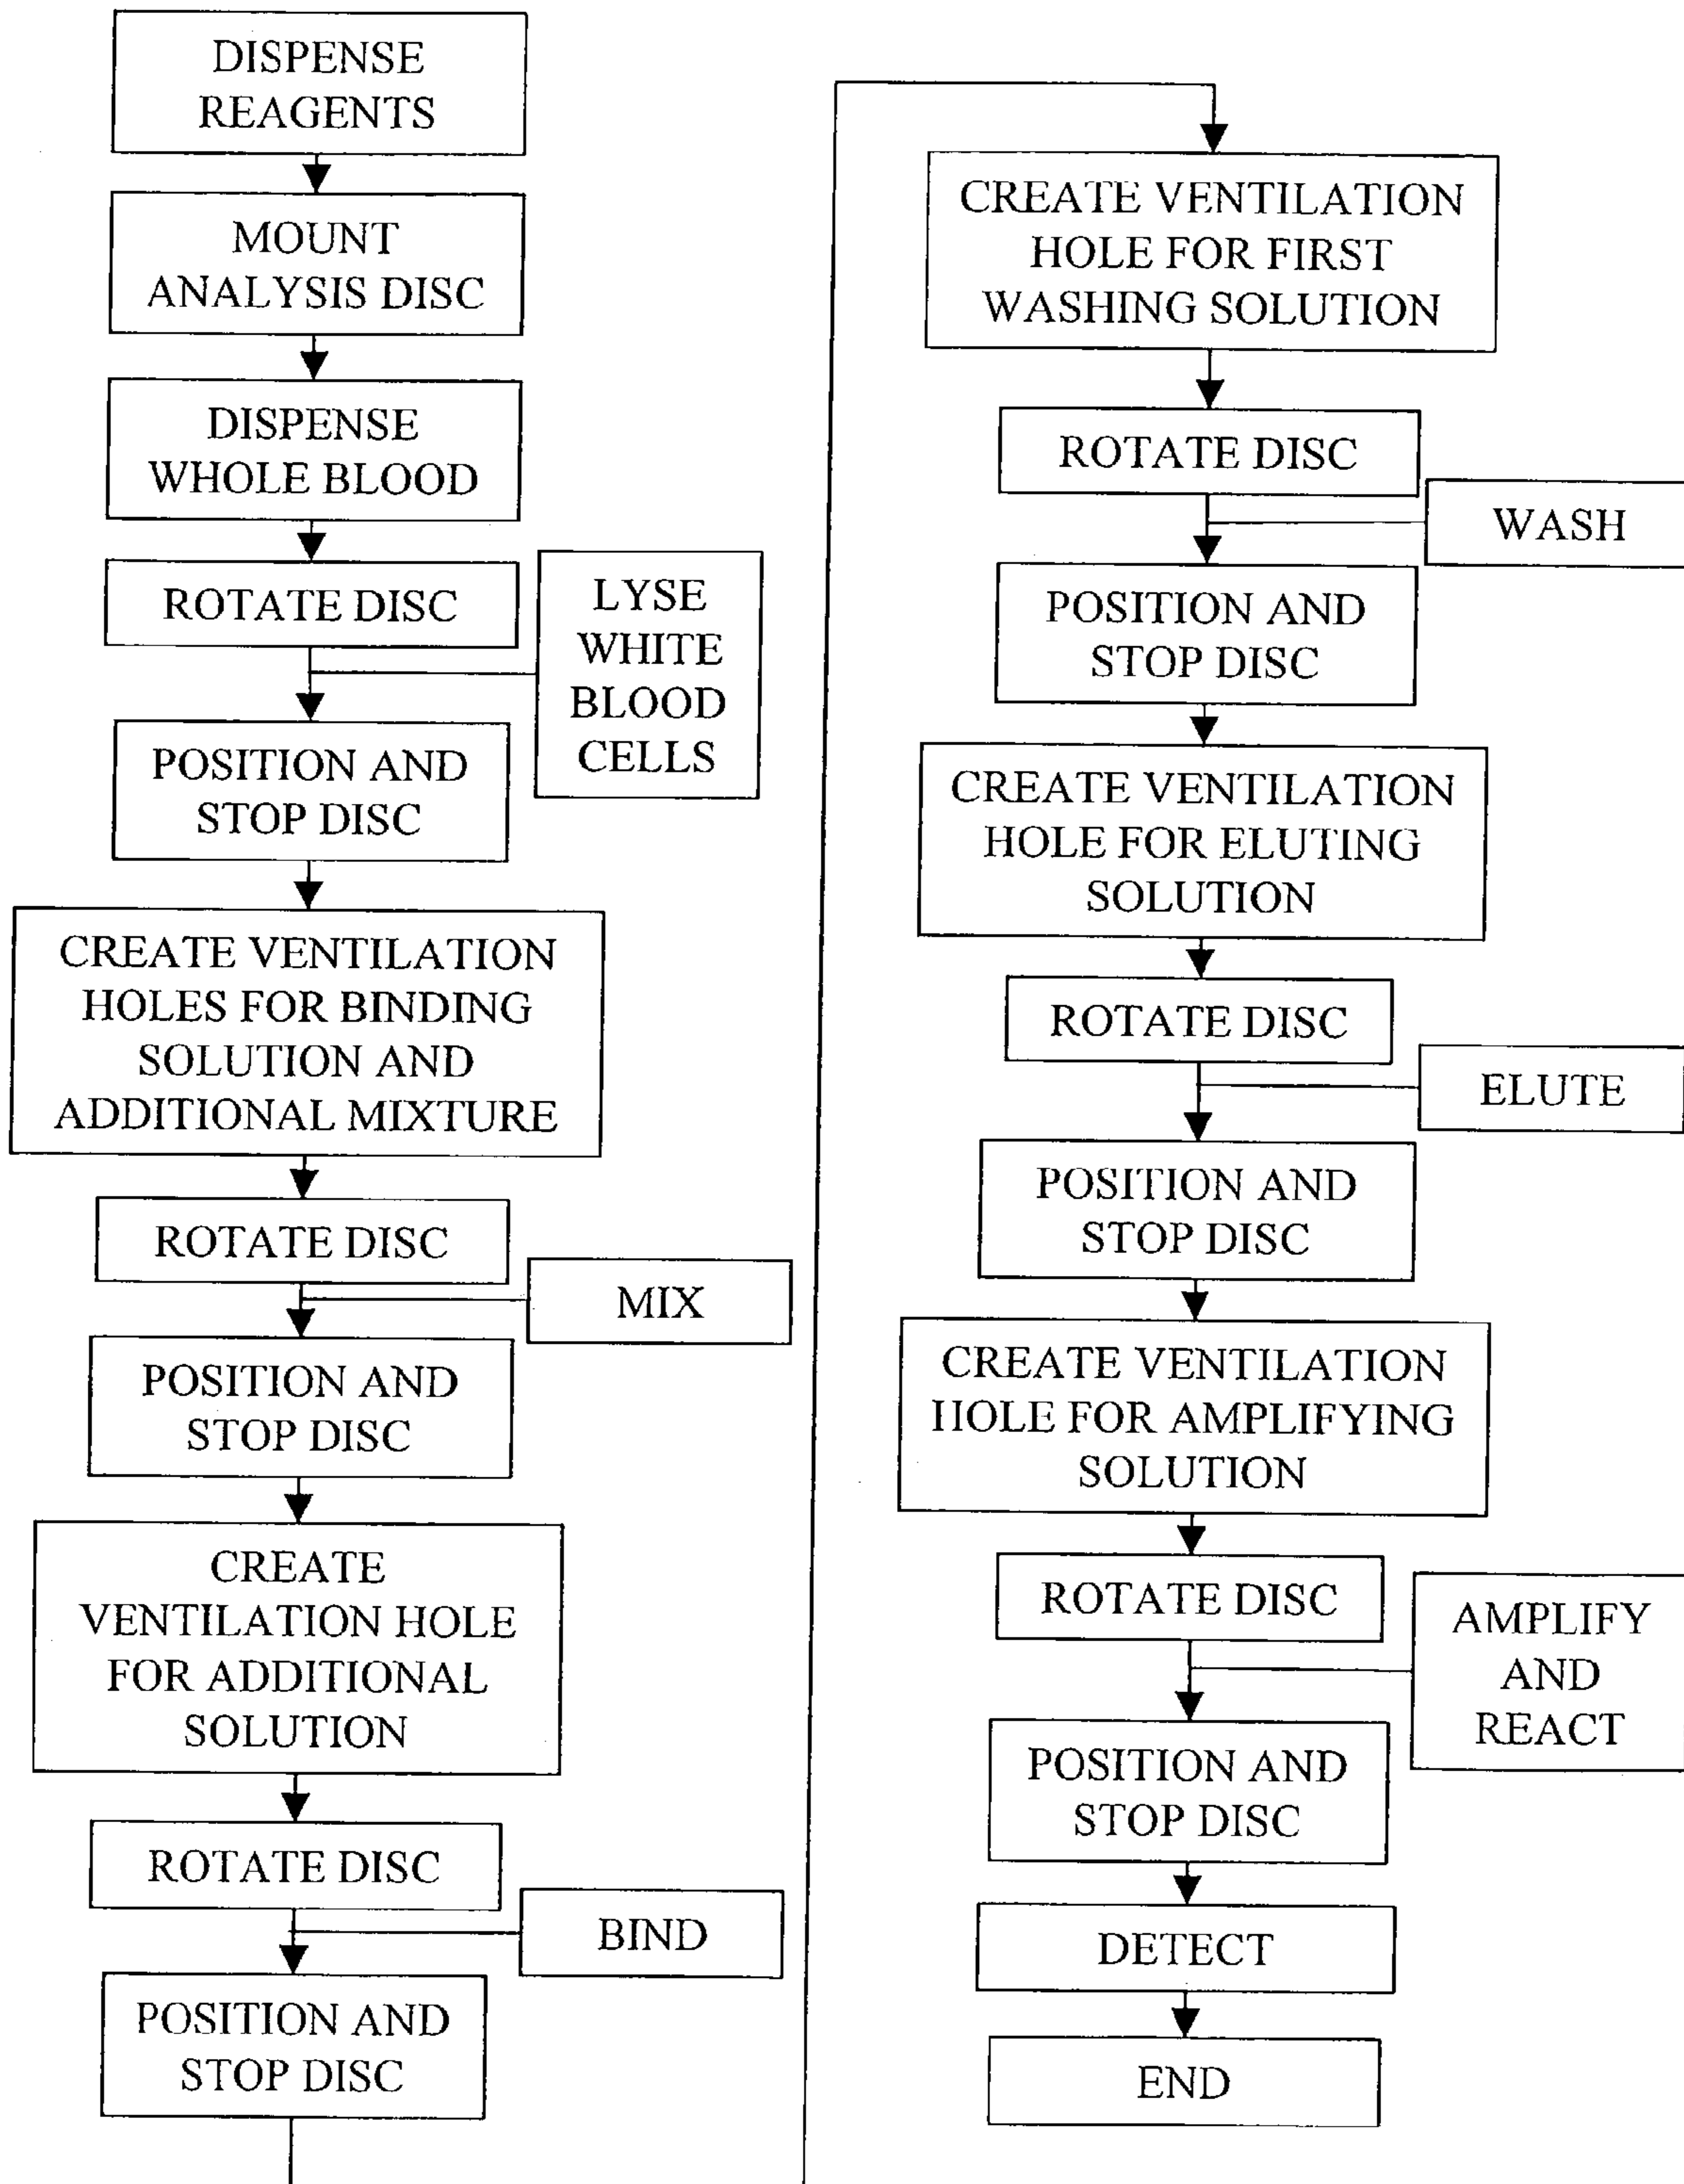 DISPENSE
REAGENTS
MOUNT
ANALYSIS DISC
DISPENSE
WHOLE BLOOD
ROTATE DISC
LYSE
WHITE
BLOOD
CELLS
POSITION AND
STOP DISC
CREATE VENTILATION
HOLES FOR BINDING
SOLUTION AND
ADDITIONAL MIXTURE
ROTATE DISC
MIX
POSITION AND
STOP DISC
CREATE
VENTILATION HOLE
FOR ADDITIONAL
SOLUTION
ROTATE DISC
BIND
POSITION AND
STOP DISC
CREATE VENTILATION
HOLE FOR FIRST
WASHING SOLUTION
ROTATE DISC
WASH
POSITION AND
STOP DISC
CREATE VENTILATION
HOLE FOR ELUTING
SOLUTION
ROTATE DISC
ELUTE
POSITION AND
STOP DISC
CREATE VENTILATION
HOLE FOR AMPLIFYING
SOLUTION
ROTATE DISC
AMPLIFY
AND
REACT
POSITION AND
STOP DISC
DETECT
END